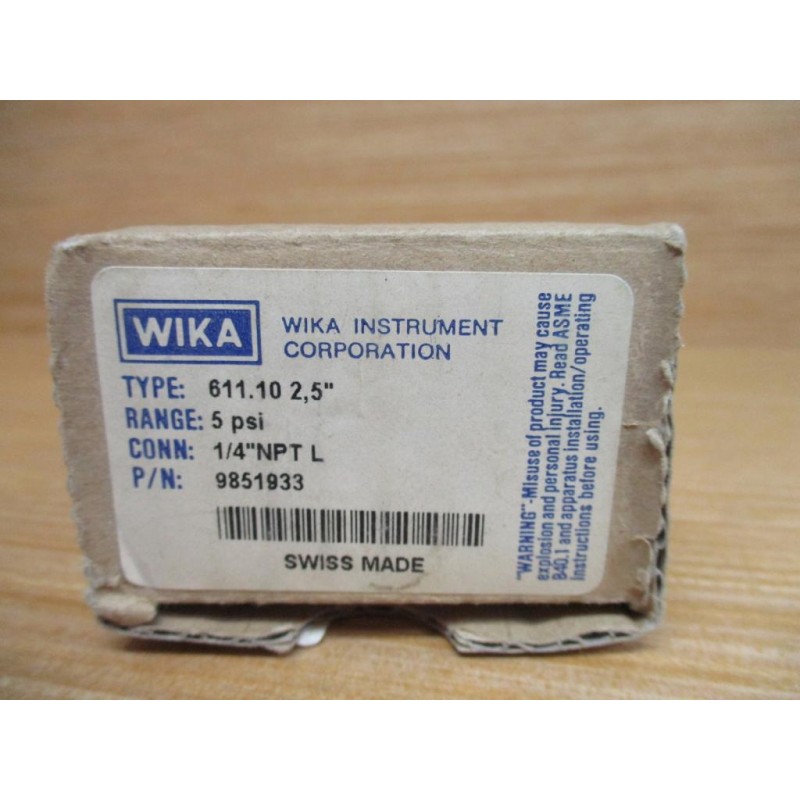 WIKA
WIKA INSTRUMENT
CORPORATION
TYPE: 611.10 2,5"
RANGE: 5 psi
CONN: 1/4"NPT L
P/N: 9851933
SWISS MADE
"WARNING"-Misuse of product may cause
explosion and personal injury. Read ASME
B40.1 and apparatus installation/operating
instructions before using.